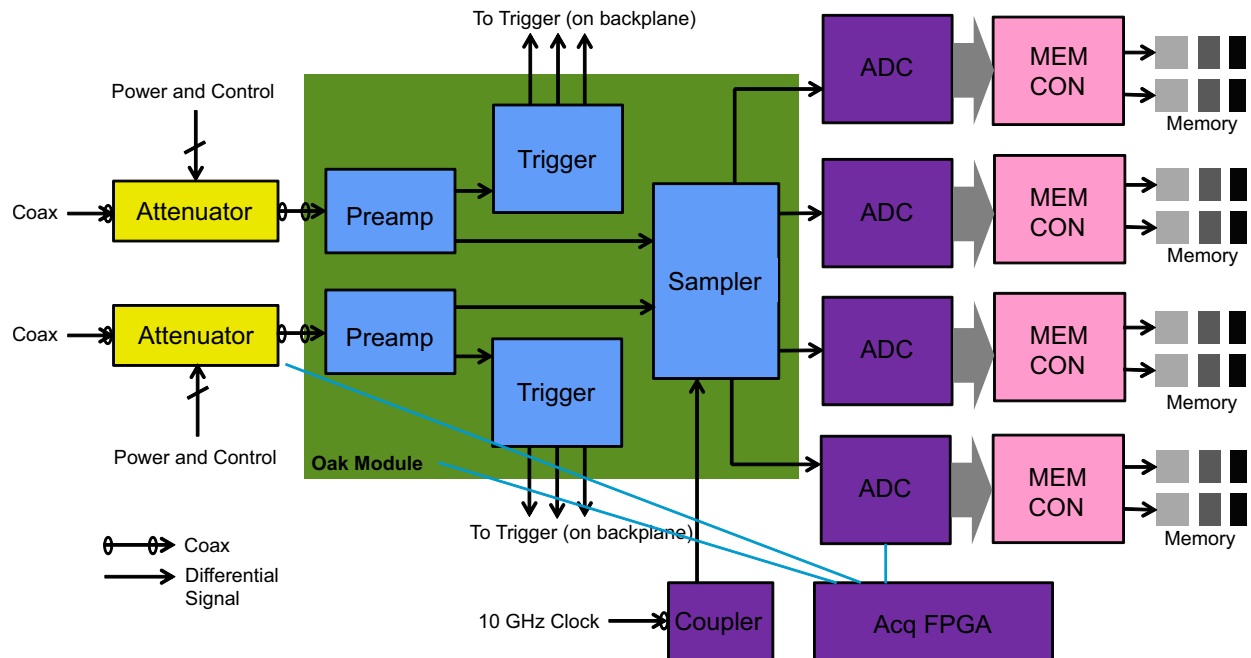 To Trigger (on backplane)
Power and Control
ADC
MEM
CON
Memory
Trigger
Coax
Attenuator
Preamp
ADC
MEM
CON
Memory
Sampler
Coax
Attenuator
Preamp
ADC
MEM
CON
Memory
Trigger
Power and Control
Oak Module
ADC
MEM
CON
Memory
To Trigger (on backplane)
Coax
Differential
Signal
10 GHz Clock
Coupler
Acq FPGA